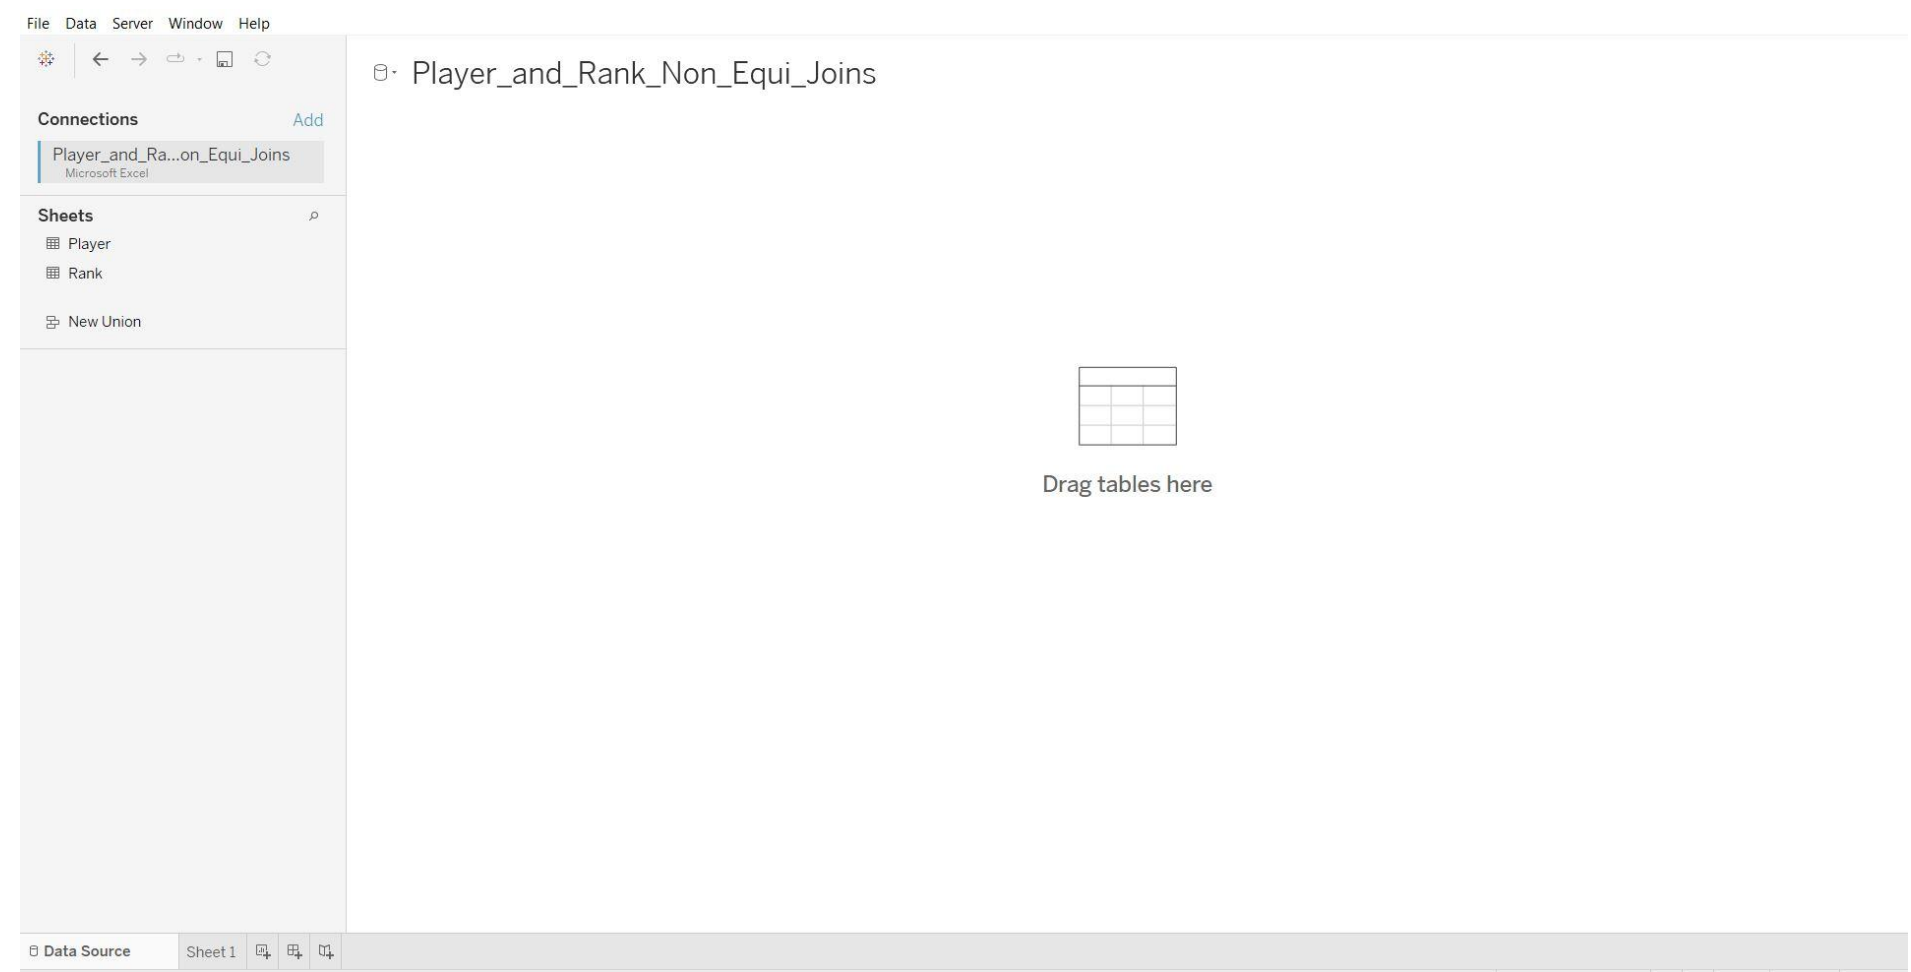 File Data Server Window Help
Player_and_Rank_Non_Equi_Joins
Connections Add
Player_and_Ra...on_Equi_Joins
Microsoft Excel
Sheets
Player
Rank
New Union
Drag tables here
Data Source Sheet 1